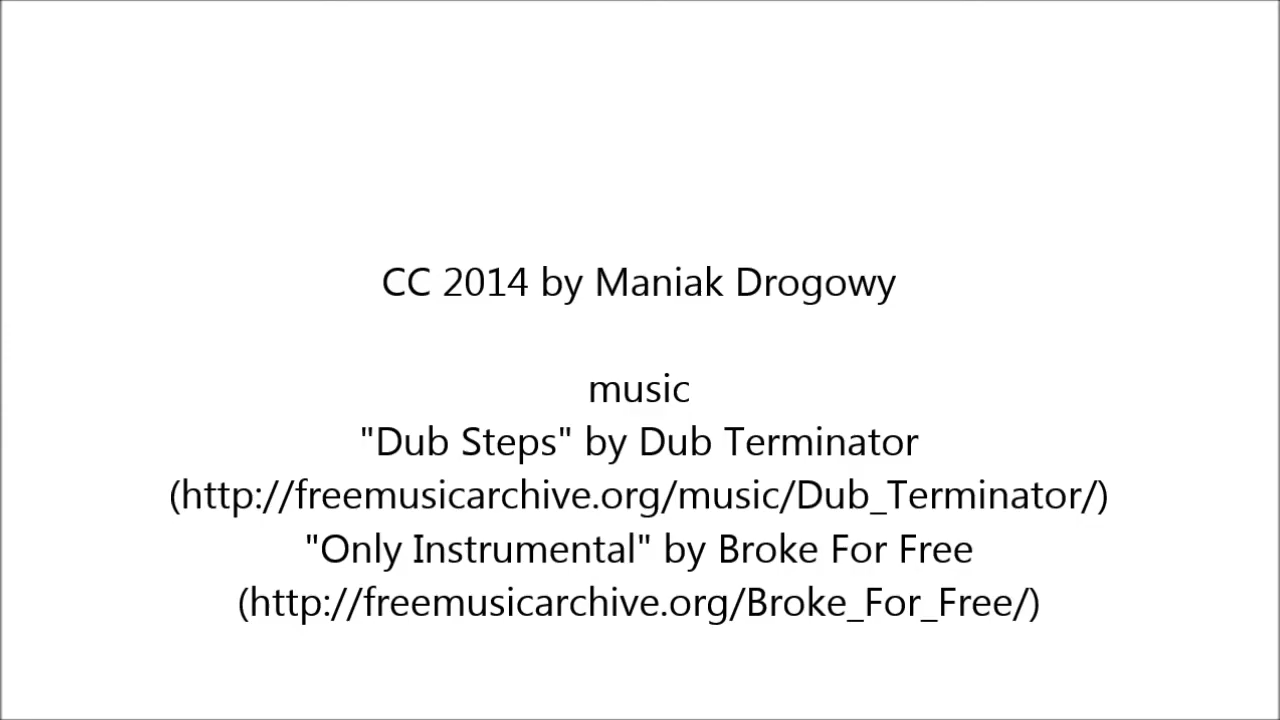 CC 2014 by Maniak Drogowy
music
"Dub Steps" by Dub Terminator
(http://freemusicarchive.org/music/Dub_Terminator/)
"Only Instrumental" by Broke For Free
(http://freemusicarchive.org/Broke_For_Free/)